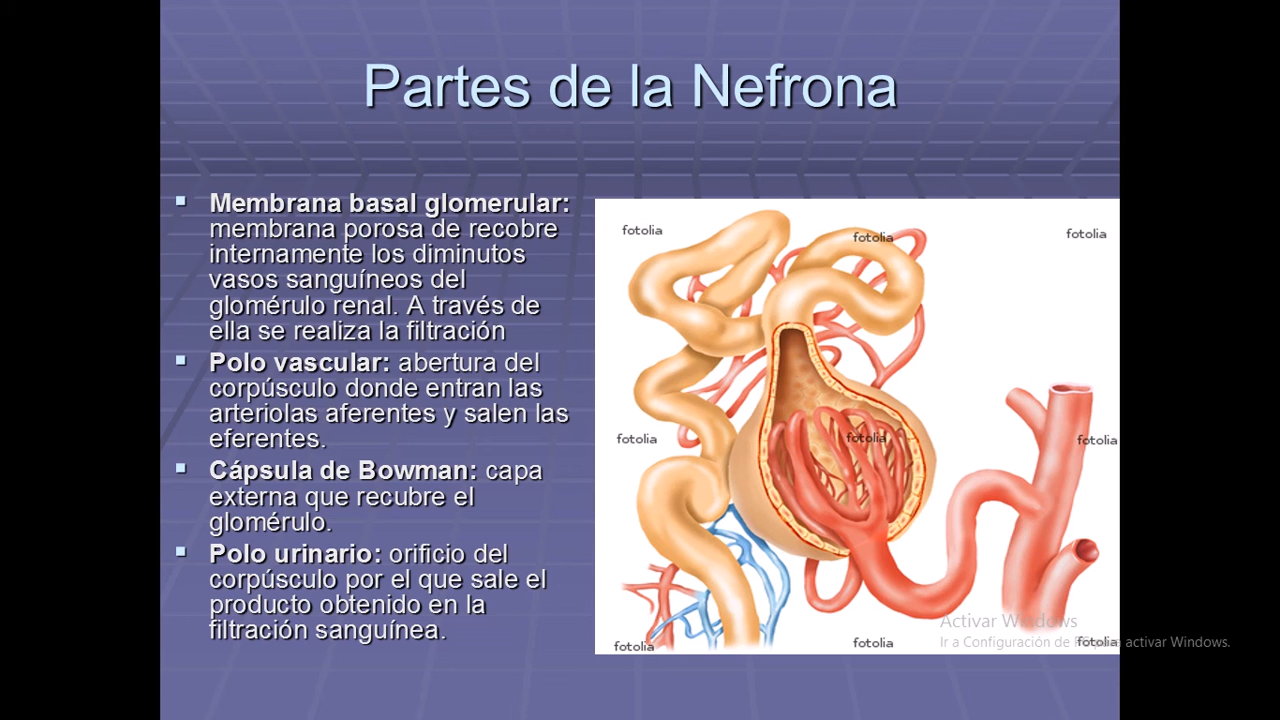 Partes de la Nefrona
Membrana basal glomerular:
membrana porosa de recobre
internamente los diminutos
vasos sanguíneos del
glomérulo renal. A través de
ella se realiza la filtración
Polo vascular: abertura del
corpúsculo donde entran las
arteriolas aferentes y salen las
eferentes.
Cápsula de Bowman: capa
externa que recubre el
glomérulo.
Polo urinario: orificio del
corpúsculo por el que sale el
producto obtenido en la
filtración sanguínea.
fotolia
fotolia
fotolia
fotolia
fotolia
fotolia
fotolia
fotolia
fotolia
Activar Windows
Ir a Configuración de PC para activar Windows.